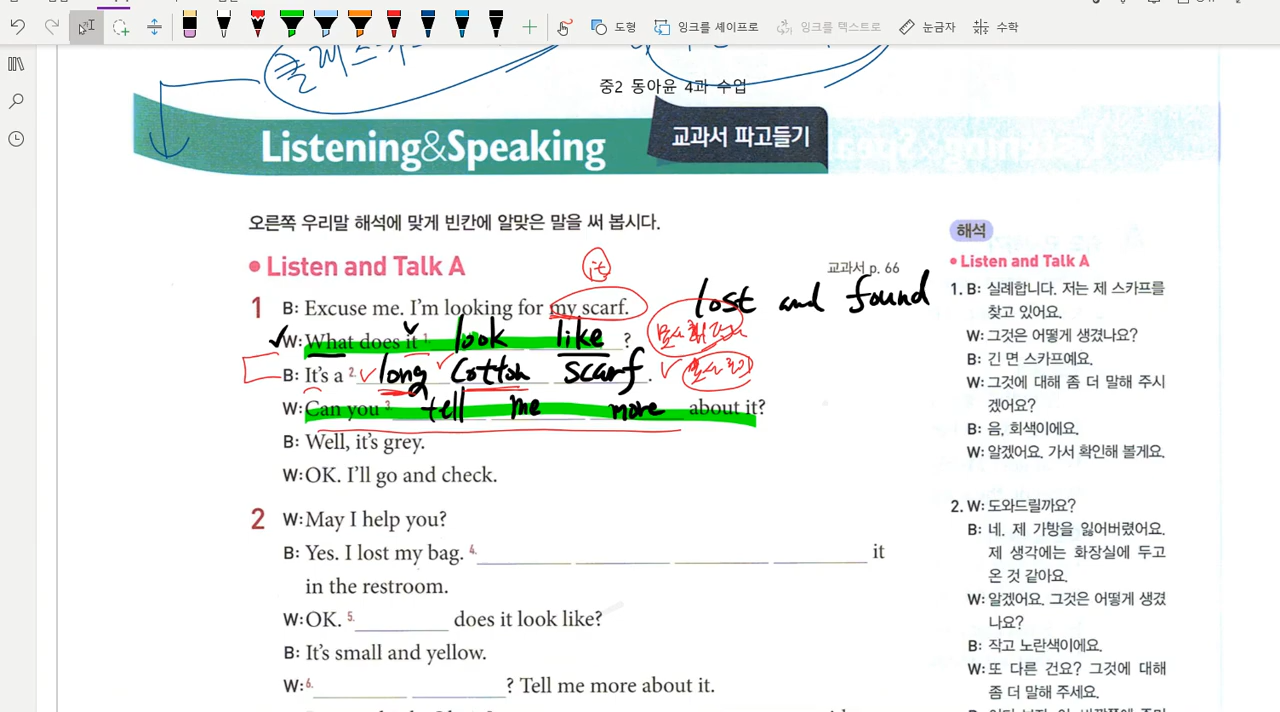 도형 잉크를 셰이프로 잉크를 텍스트로 눈금자 수학
중2 동아윤 4과 수업
Listening&Speaking 교과서 파고들기
오른쪽 우리말 해석에 맞게 빈칸에 알맞은 말을 써 봅시다.
• Listen and Talk A
it
교과서 p. 66
lost and found
1 B: Excuse me. I'm looking for my scarf.
W: What does it 1. look like ?
B: It's a 2. long cotton scarf.
W: Can you 3. tell me more about it?
B: Well, it's grey.
W: OK. I'll go and check.
2 W: May I help you?
B: Yes. I lost my bag. 4. it
in the restroom.
W: OK. 5. does it look like?
B: It's small and yellow.
W: 6. ? Tell me more about it.
해석
• Listen and Talk A
1. B: 실례합니다. 저는 제 스카프를
찾고 있어요.
W: 그것은 어떻게 생겼나요?
B: 긴 면 스카프예요.
W: 그것에 대해 좀 더 말해 주시
겠어요?
B: 음, 회색이에요.
W: 알겠어요. 가서 확인해 볼게요.
2. W: 도와드릴까요?
B: 네. 제 가방을 잃어버렸어요.
제 생각에는 화장실에 두고
온 것 같아요.
W: 알겠어요. 그것은 어떻게 생겼
나요?
B: 작고 노란색이에요.
W: 또 다른 건요? 그것에 대해
좀 더 말해 주세요.